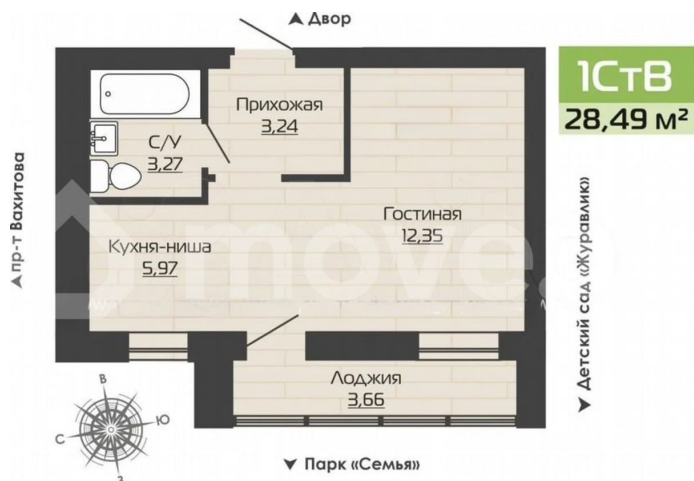 ▲ Двор
1СтВ
28,49 м²
Прихожая
3,24
С/У
3,27
▲ пр-т Вахитова
Гостиная
12,35
Кухня-ниша
5,97
move.
◄ Детский сад «Журавлик»
Лоджия
3,66
В
Ю
С
З
▼ Парк «Семья»